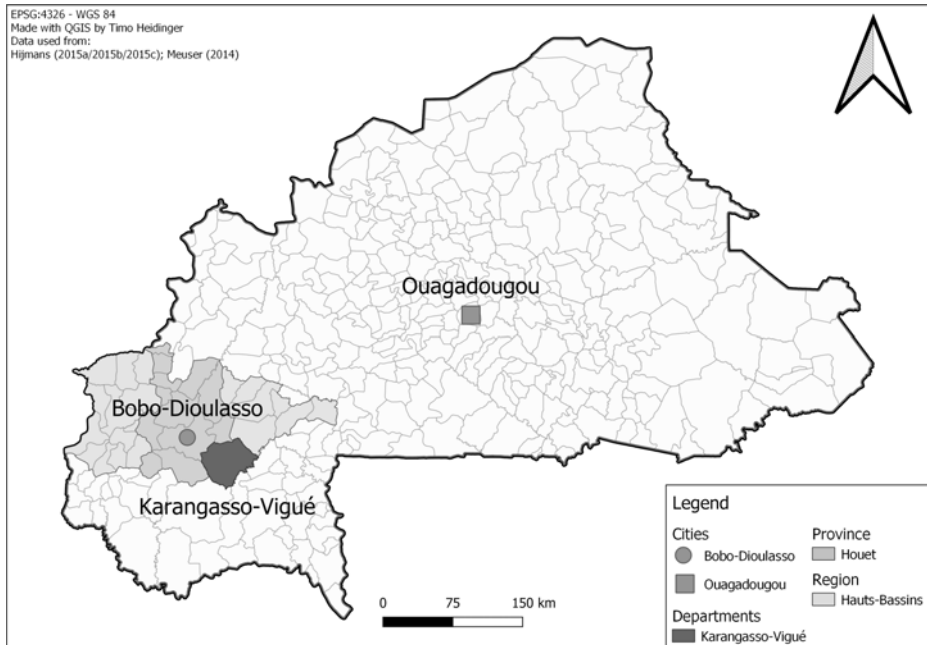 EPSG:4326 - WGS 84
Made with QGIS by Timo Heidinger
Data used from:
Hijmans (2015a/2015b/2015c); Meuser (2014)
Ouagadougou
Bobo-Dioulasso
Karangasso-Vigué
0 75 150 km
Legend
Cities
Bobo-Dioulasso
Ouagadougou
Departments
Karangasso-Vigué
Province
Houet
Region
Hauts-Bassins